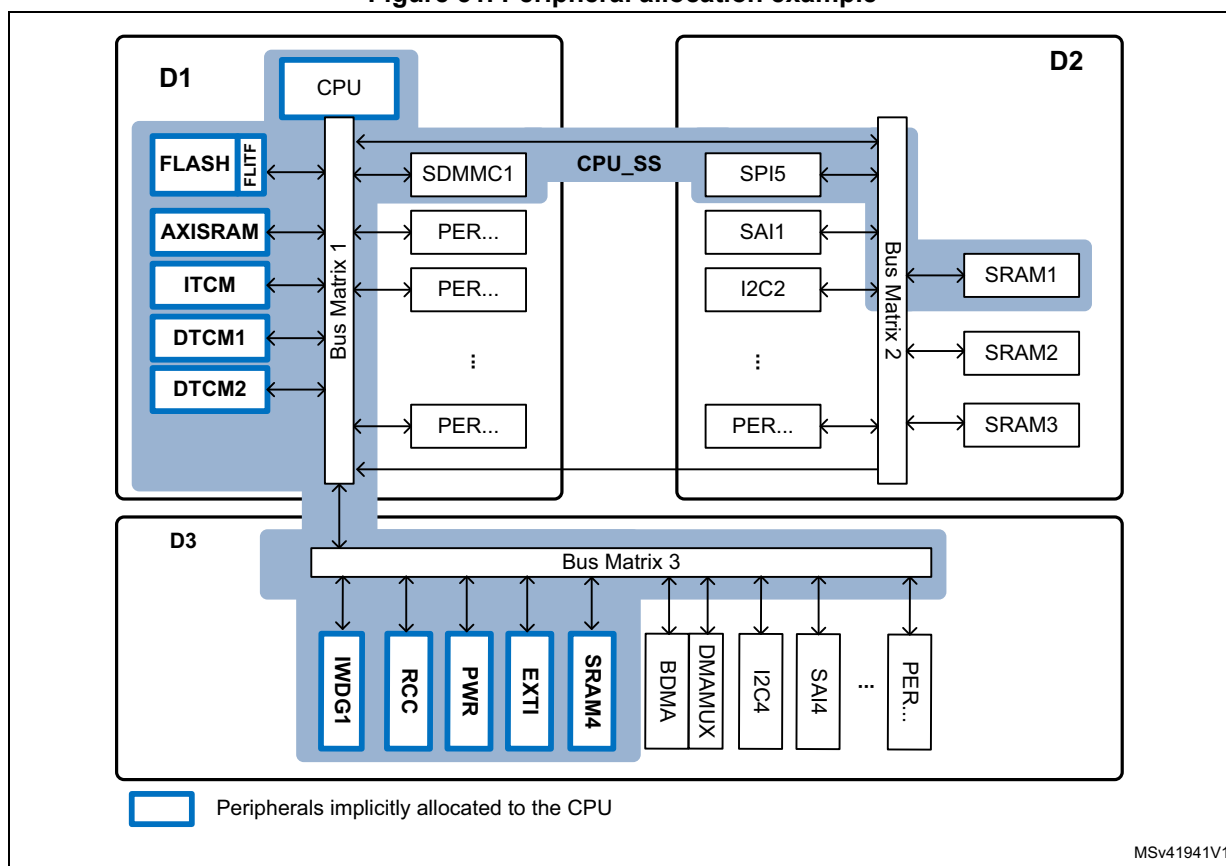 Figure 51. Peripheral allocation example
D1
D2
CPU
FLASH
FLITF
SDMMC1
CPU_SS
SPI5
AXISRAM
PER...
SAI1
ITCM
PER...
I2C2
SRAM1
DTCM1
Bus Matrix 1
Bus Matrix 2
...
...
SRAM2
DTCM2
PER...
PER...
SRAM3
D3
Bus Matrix 3
IWDG1
RCC
PWR
EXTI
SRAM4
BDMA
DMAMUX
I2C4
SAI4
...
PER...
Peripherals implicitly allocated to the CPU
MSv41941V1